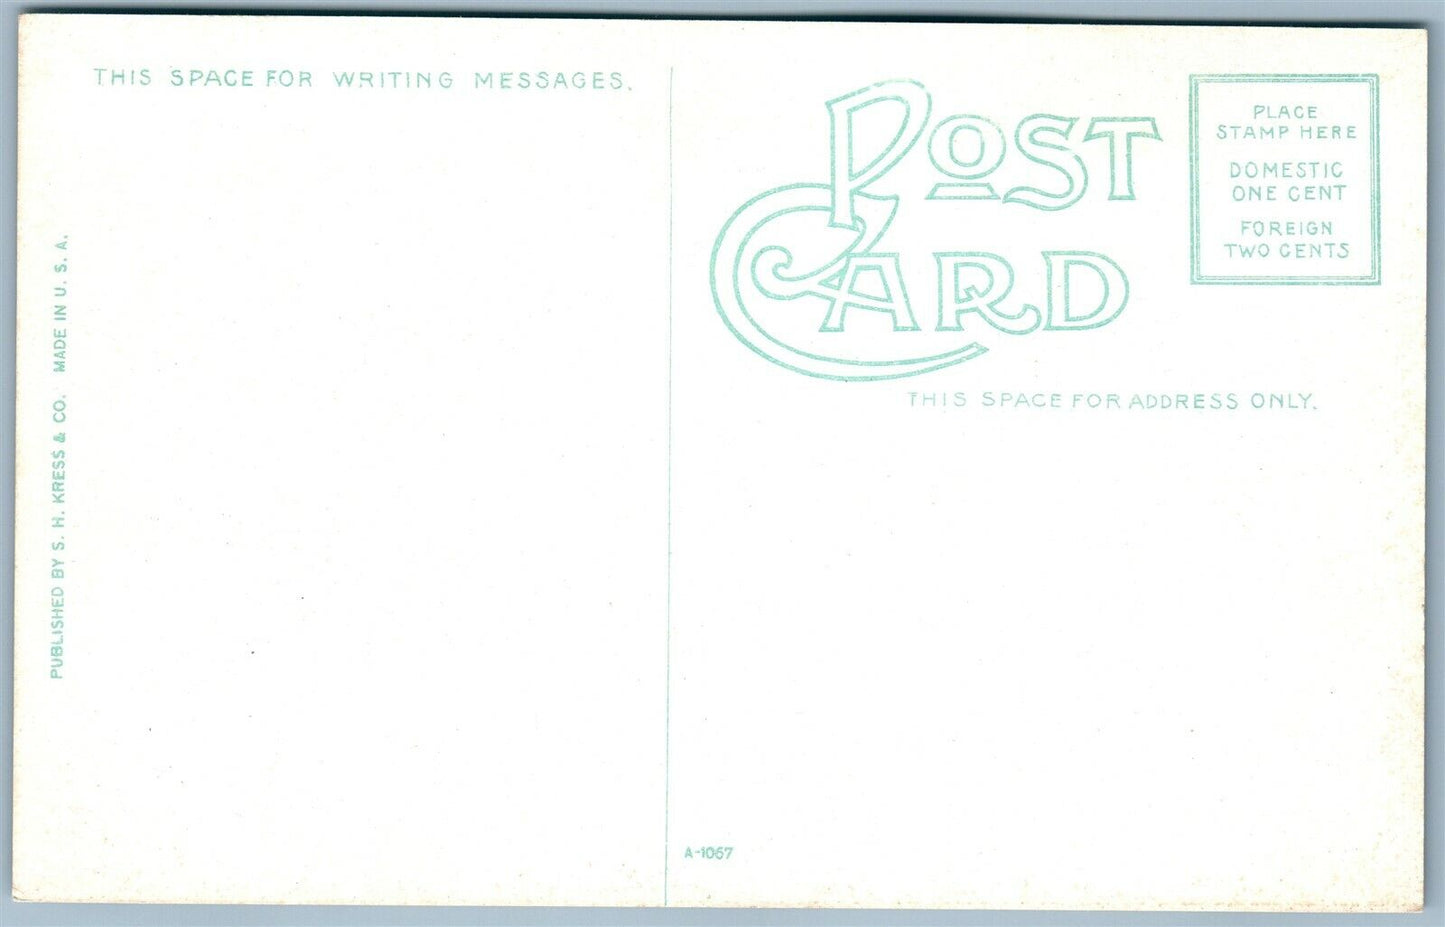 THIS SPACE FOR WRITING MESSAGES.
POST
CARD
PLACE
STAMP HERE
DOMESTIC
ONE CENT
FOREIGN
TWO CENTS
THIS SPACE FOR ADDRESS ONLY.
PUBLISHED BY S. H. KRESS & CO. MADE IN U. S. A.
A-1067